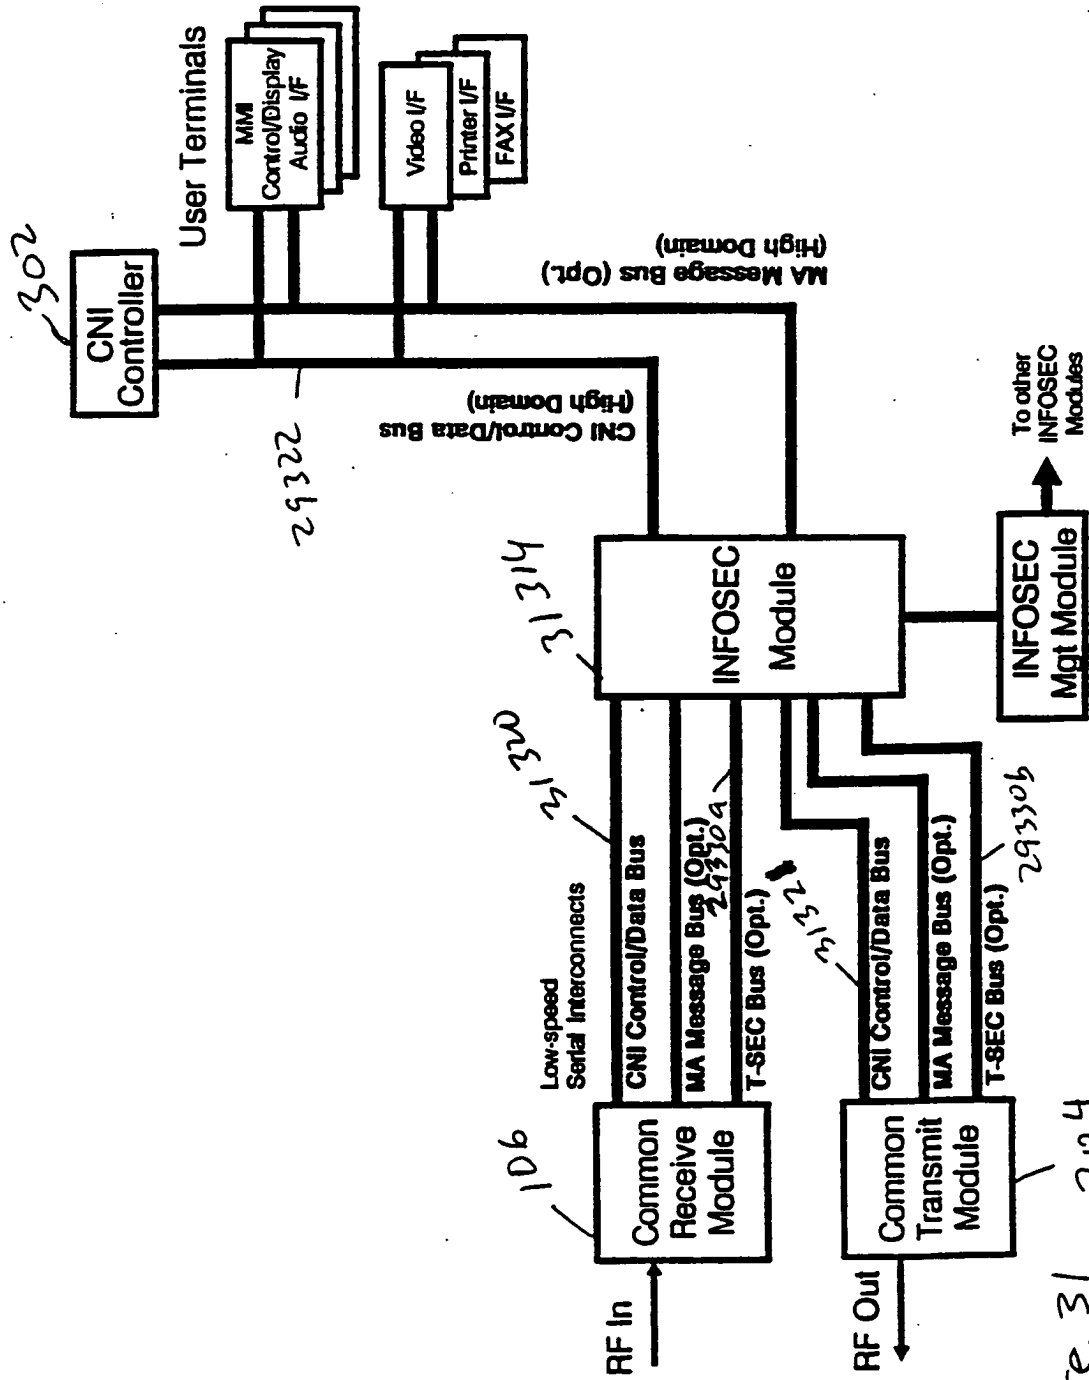 302
CNI
Controller
User Terminals
MMI
Control/Display
Audio I/F
Video I/F
Printer I/F
FAX I/F
29322
CNI Control/Data Bus
(High Domain)
MA Message Bus (Opt.)
(High Domain)
31314
INFOSEC
Module
INFOSEC
Mgt Module
To other
INFOSEC
Modules
31320
Low-speed
Serial Interconnects
CNI Control/Data Bus
MA Message Bus (Opt.)
29330a
T-SEC Bus (Opt.)
CNI Control/Data Bus
MA Message Bus (Opt.)
T-SEC Bus (Opt.)
29330b
106
Common
Receive
Module
RF In
Common
Transmit
Module
RF Out
31